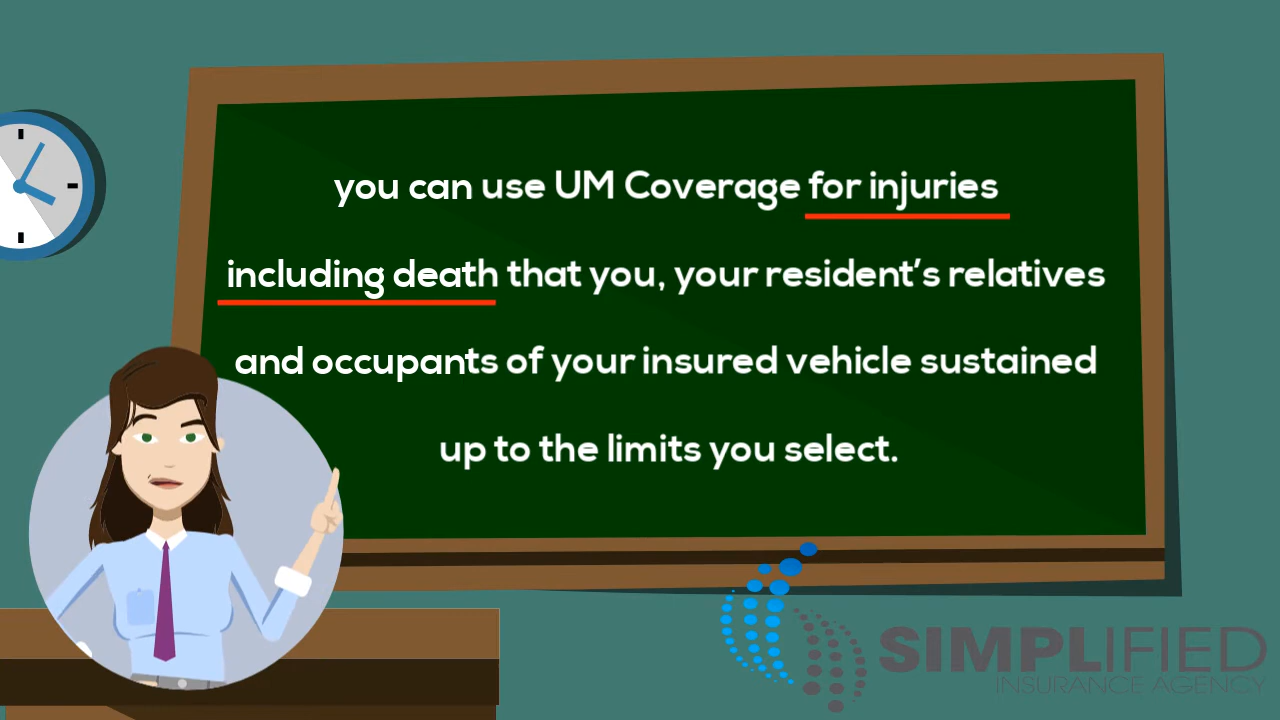 you can use UM Coverage for injuries
including death that you, your resident’s relatives
and occupants of your insured vehicle sustained
up to the limits you select.
SIMPLIFIED
INSURANCE AGENCY